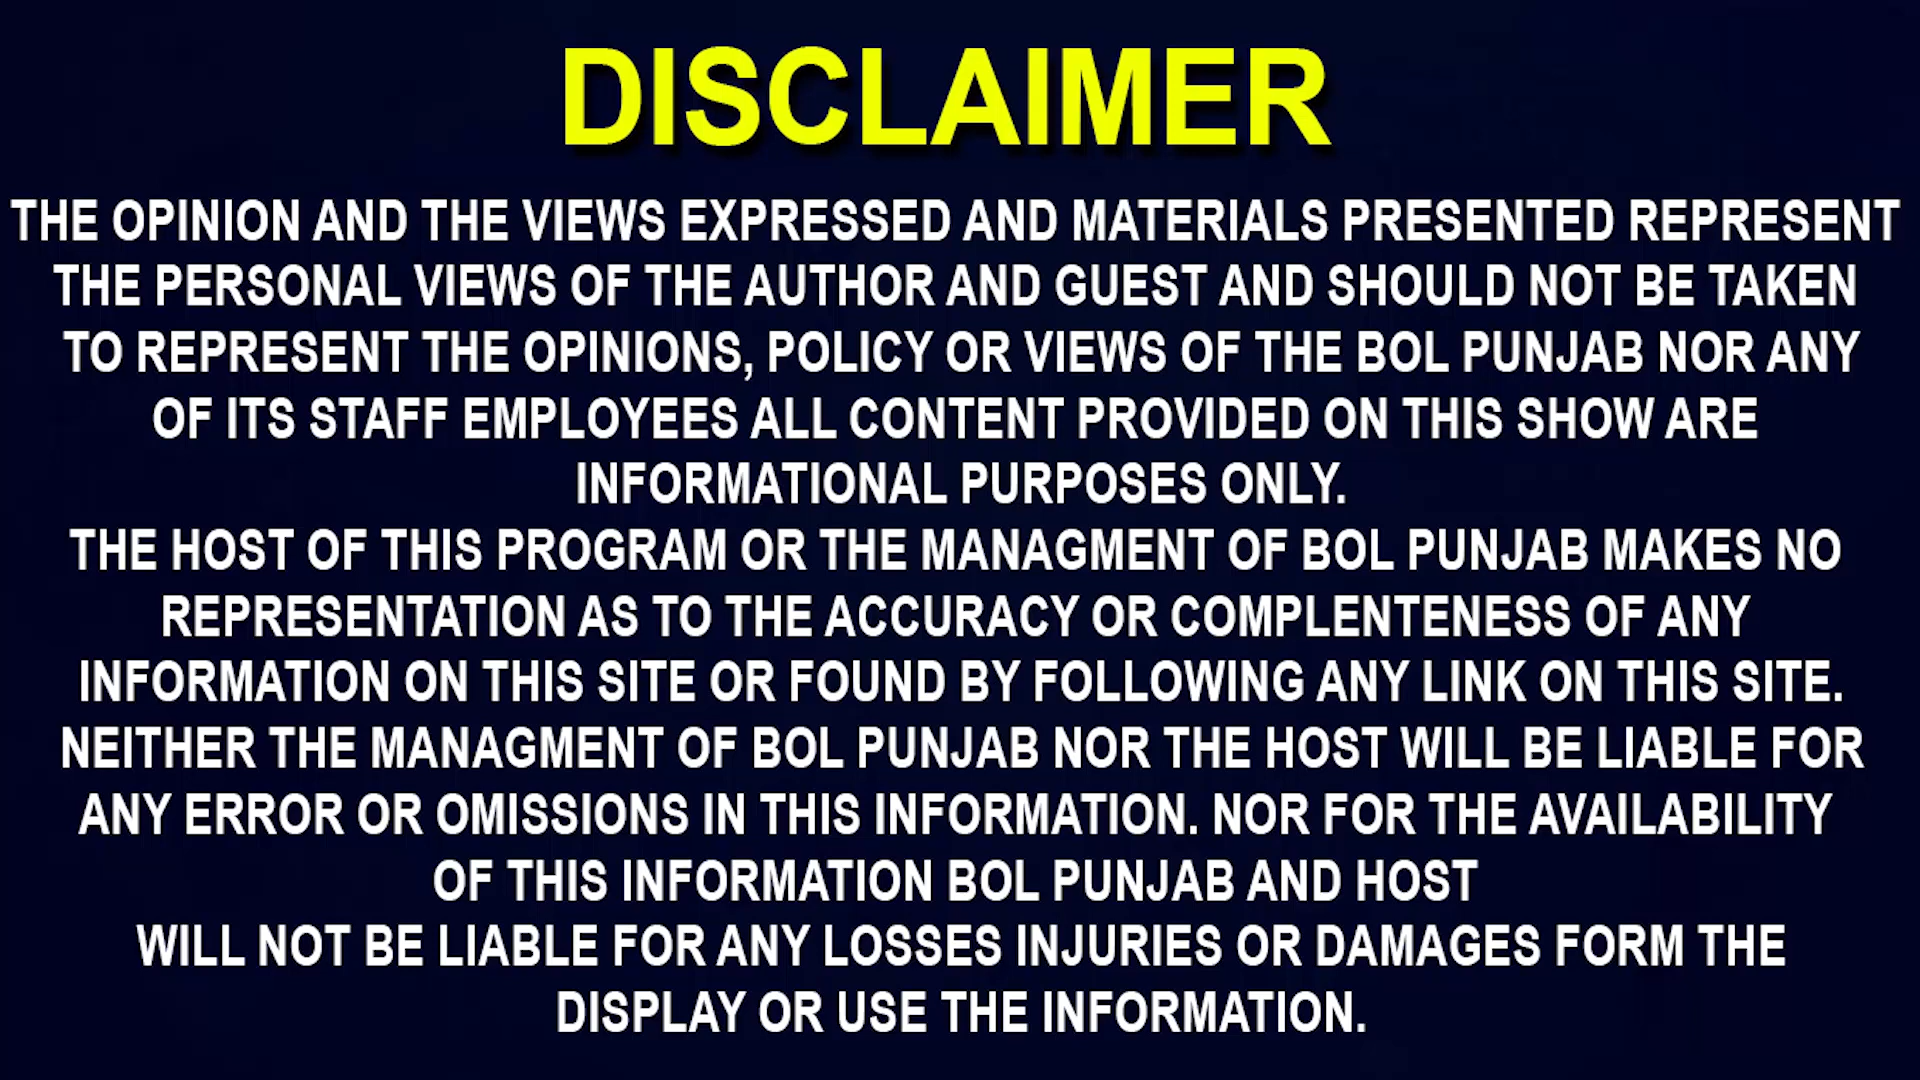 DISCLAIMER
THE OPINION AND THE VIEWS EXPRESSED AND MATERIALS PRESENTED REPRESENT
THE PERSONAL VIEWS OF THE AUTHOR AND GUEST AND SHOULD NOT BE TAKEN
TO REPRESENT THE OPINIONS, POLICY OR VIEWS OF THE BOL PUNJAB NOR ANY
OF ITS STAFF EMPLOYEES ALL CONTENT PROVIDED ON THIS SHOW ARE
INFORMATIONAL PURPOSES ONLY.
THE HOST OF THIS PROGRAM OR THE MANAGMENT OF BOL PUNJAB MAKES NO
REPRESENTATION AS TO THE ACCURACY OR COMPLENTENESS OF ANY
INFORMATION ON THIS SITE OR FOUND BY FOLLOWING ANY LINK ON THIS SITE.
NEITHER THE MANAGMENT OF BOL PUNJAB NOR THE HOST WILL BE LIABLE FOR
ANY ERROR OR OMISSIONS IN THIS INFORMATION. NOR FOR THE AVAILABILITY
OF THIS INFORMATION BOL PUNJAB AND HOST
WILL NOT BE LIABLE FOR ANY LOSSES INJURIES OR DAMAGES FORM THE
DISPLAY OR USE THE INFORMATION.